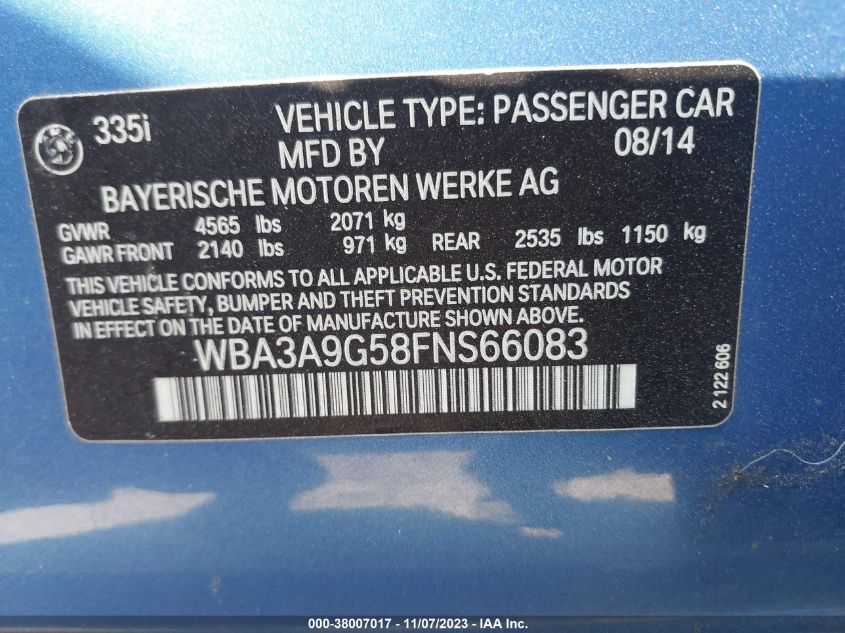 335i VEHICLE TYPE: PASSENGER CAR
MFD BY 08/14
BAYERISCHE MOTOREN WERKE AG
GVWR 4565 lbs 2071 kg
GAWR FRONT 2140 lbs 971 kg REAR 2535 lbs 1150 kg
THIS VEHICLE CONFORMS TO ALL APPLICABLE U.S. FEDERAL MOTOR
VEHICLE SAFETY, BUMPER AND THEFT PREVENTION STANDARDS
IN EFFECT ON THE DATE OF MANUFACTURE SHOWN ABOVE.
WBA3A9G58FNS66083
2 122 606
000-38007017 - 11/07/2023 - IAA Inc.